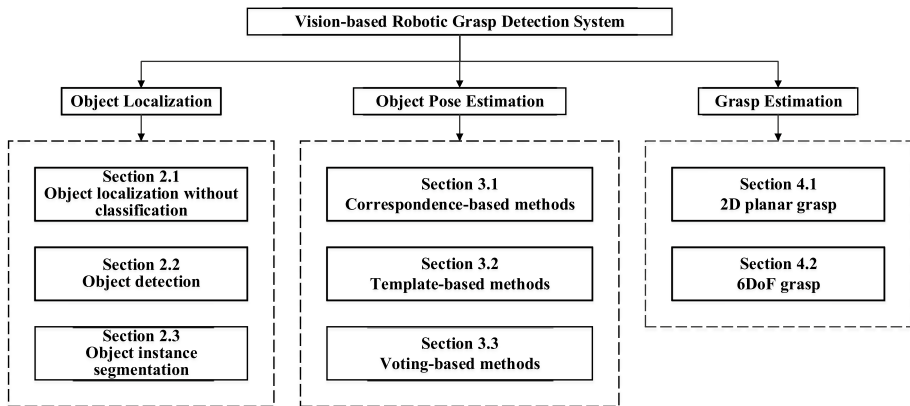 Vision-based Robotic Grasp Detection System
Object Localization
Object Pose Estimation
Grasp Estimation
Section 2.1
Object localization without
classification
Section 2.2
Object detection
Section 2.3
Object instance
segmentation
Section 3.1
Correspondence-based methods
Section 3.2
Template-based methods
Section 3.3
Voting-based methods
Section 4.1
2D planar grasp
Section 4.2
6DoF grasp